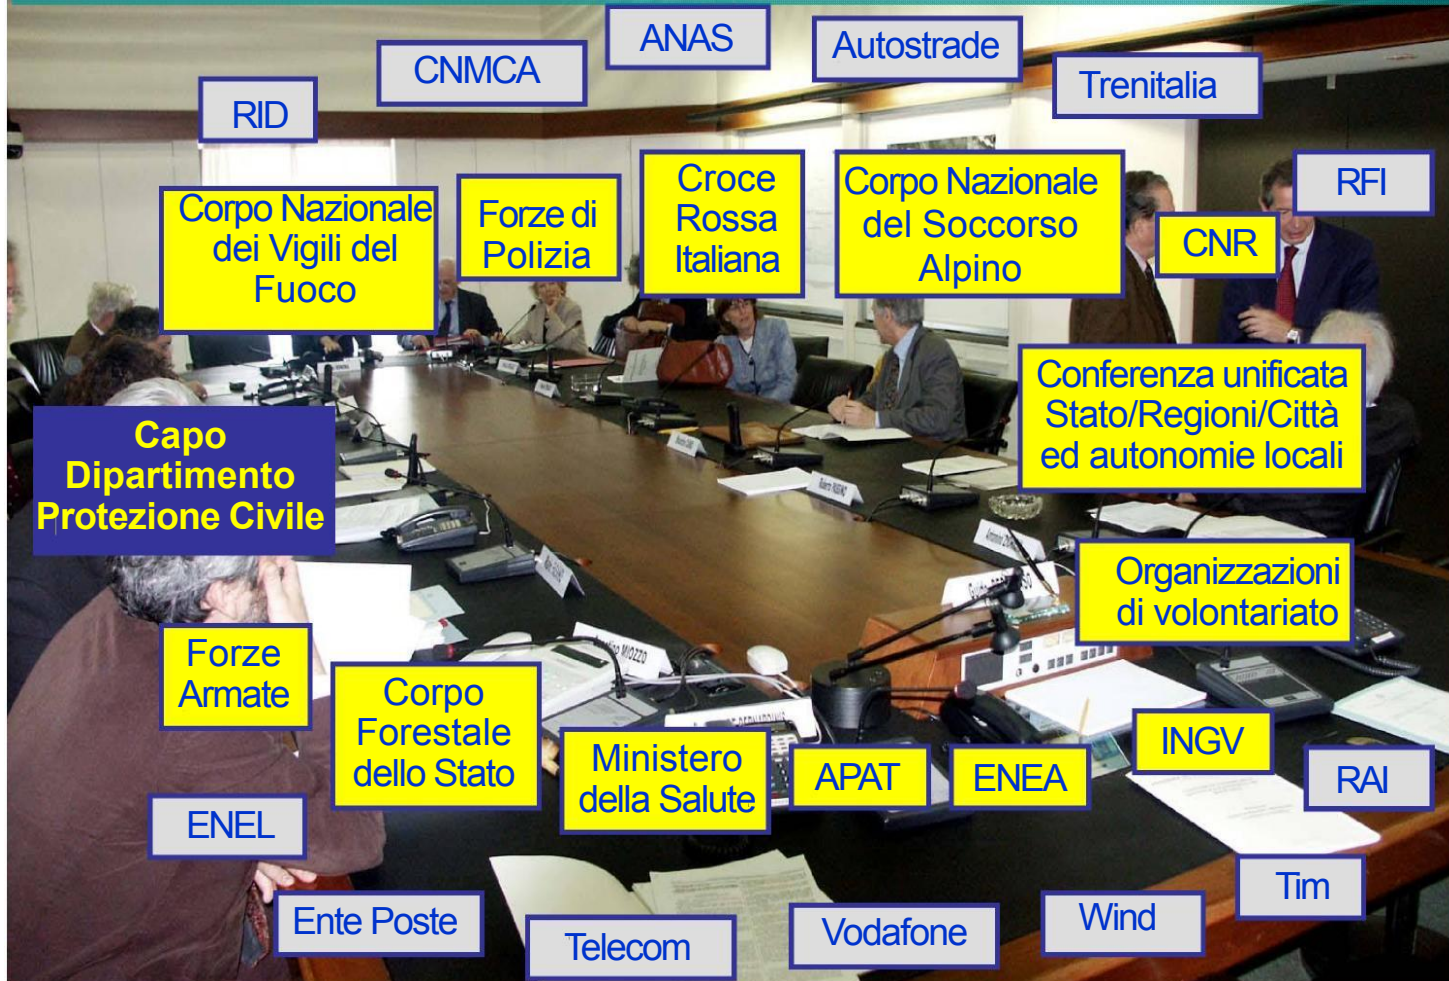 ANAS
Autostrade
CNMCA
Trenitalia
RID
RFI
Croce
Rossa
Italiana
Corpo Nazionale
del Soccorso
Alpino
Corpo Nazionale
dei Vigili del
Fuoco
Forze di
Polizia
CNR
Conferenza unificata
Stato/Regioni/Città
ed autonomie locali
Capo
Dipartimento
Protezione Civile
Organizzazioni
di volontariato
Forze
Armate
MIOZZO
Corpo
Forestale
dello Stato
Ministero
della Salute
APAT
ENEA
INGV
RAI
ENEL
Tim
Ente Poste
Telecom
Vodafone
Wind